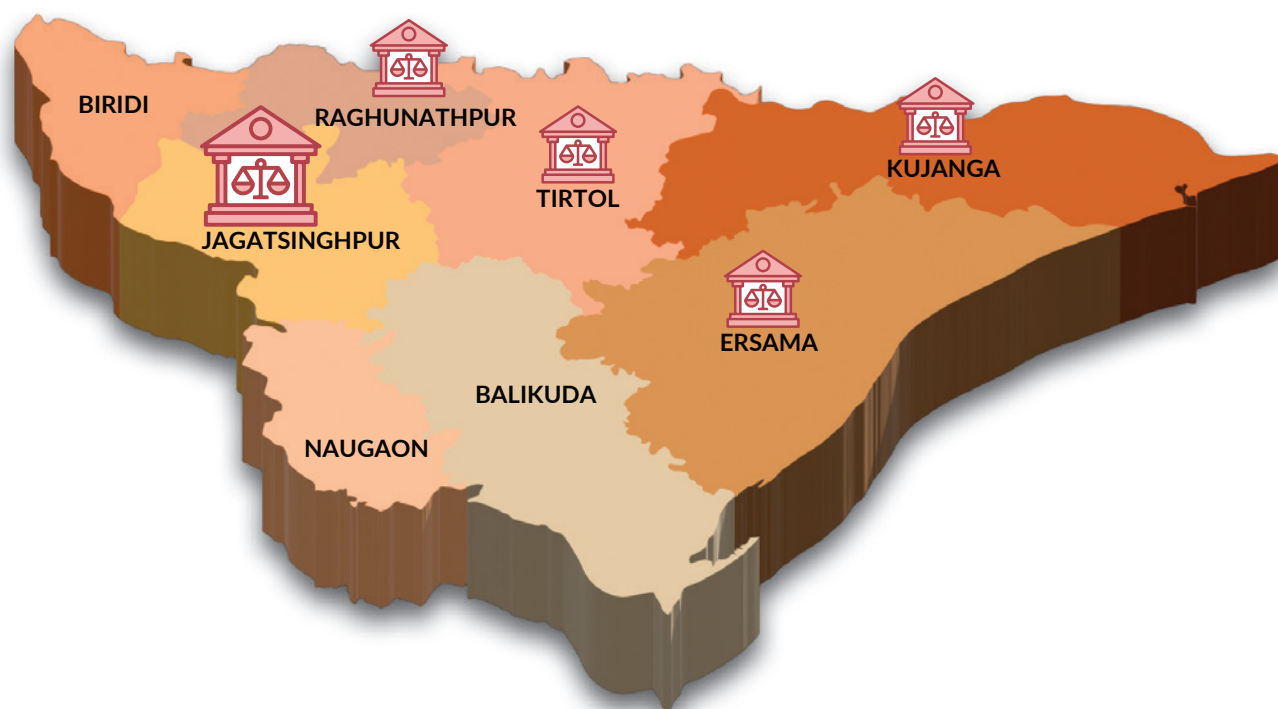 BIRIDI
RAGHUNATHPUR
KUJANGA
TIRTOL
JAGATSINGHPUR
ERSAMA
BALIKUDA
NAUGAON